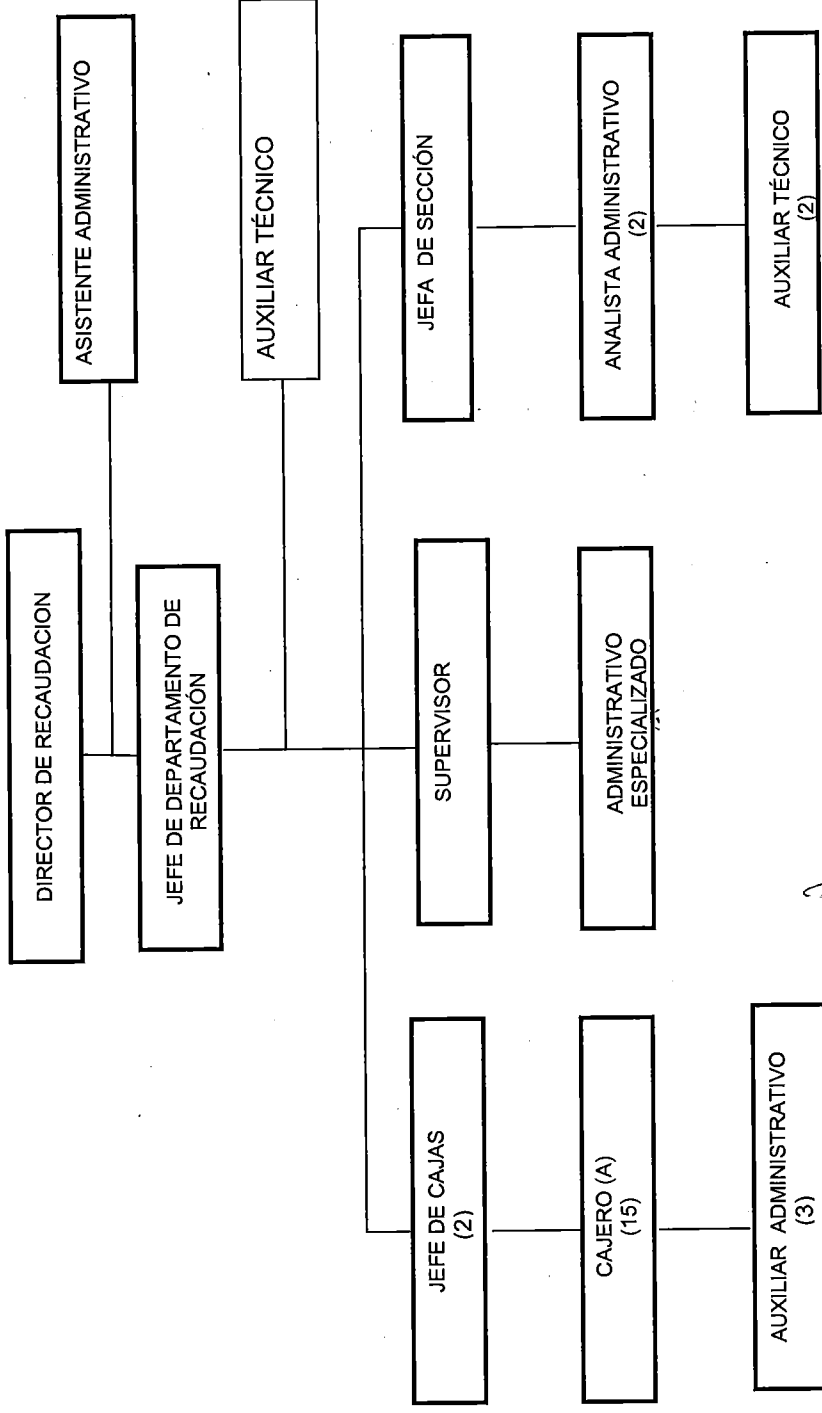 DIRECTOR DE RECAUDACION
ASISTENTE ADMINISTRATIVO
JEFE DE DEPARTAMENTO DE
RECAUDACIÓN
AUXILIAR TÉCNICO
JEFE DE CAJAS
(2)
SUPERVISOR
JEFA DE SECCIÓN
CAJERO (A)
(15)
ADMINISTRATIVO
ESPECIALIZADO
ANALISTA ADMINISTRATIVO
(2)
AUXILIAR ADMINISTRATIVO
(3)
AUXILIAR TÉCNICO
(2)